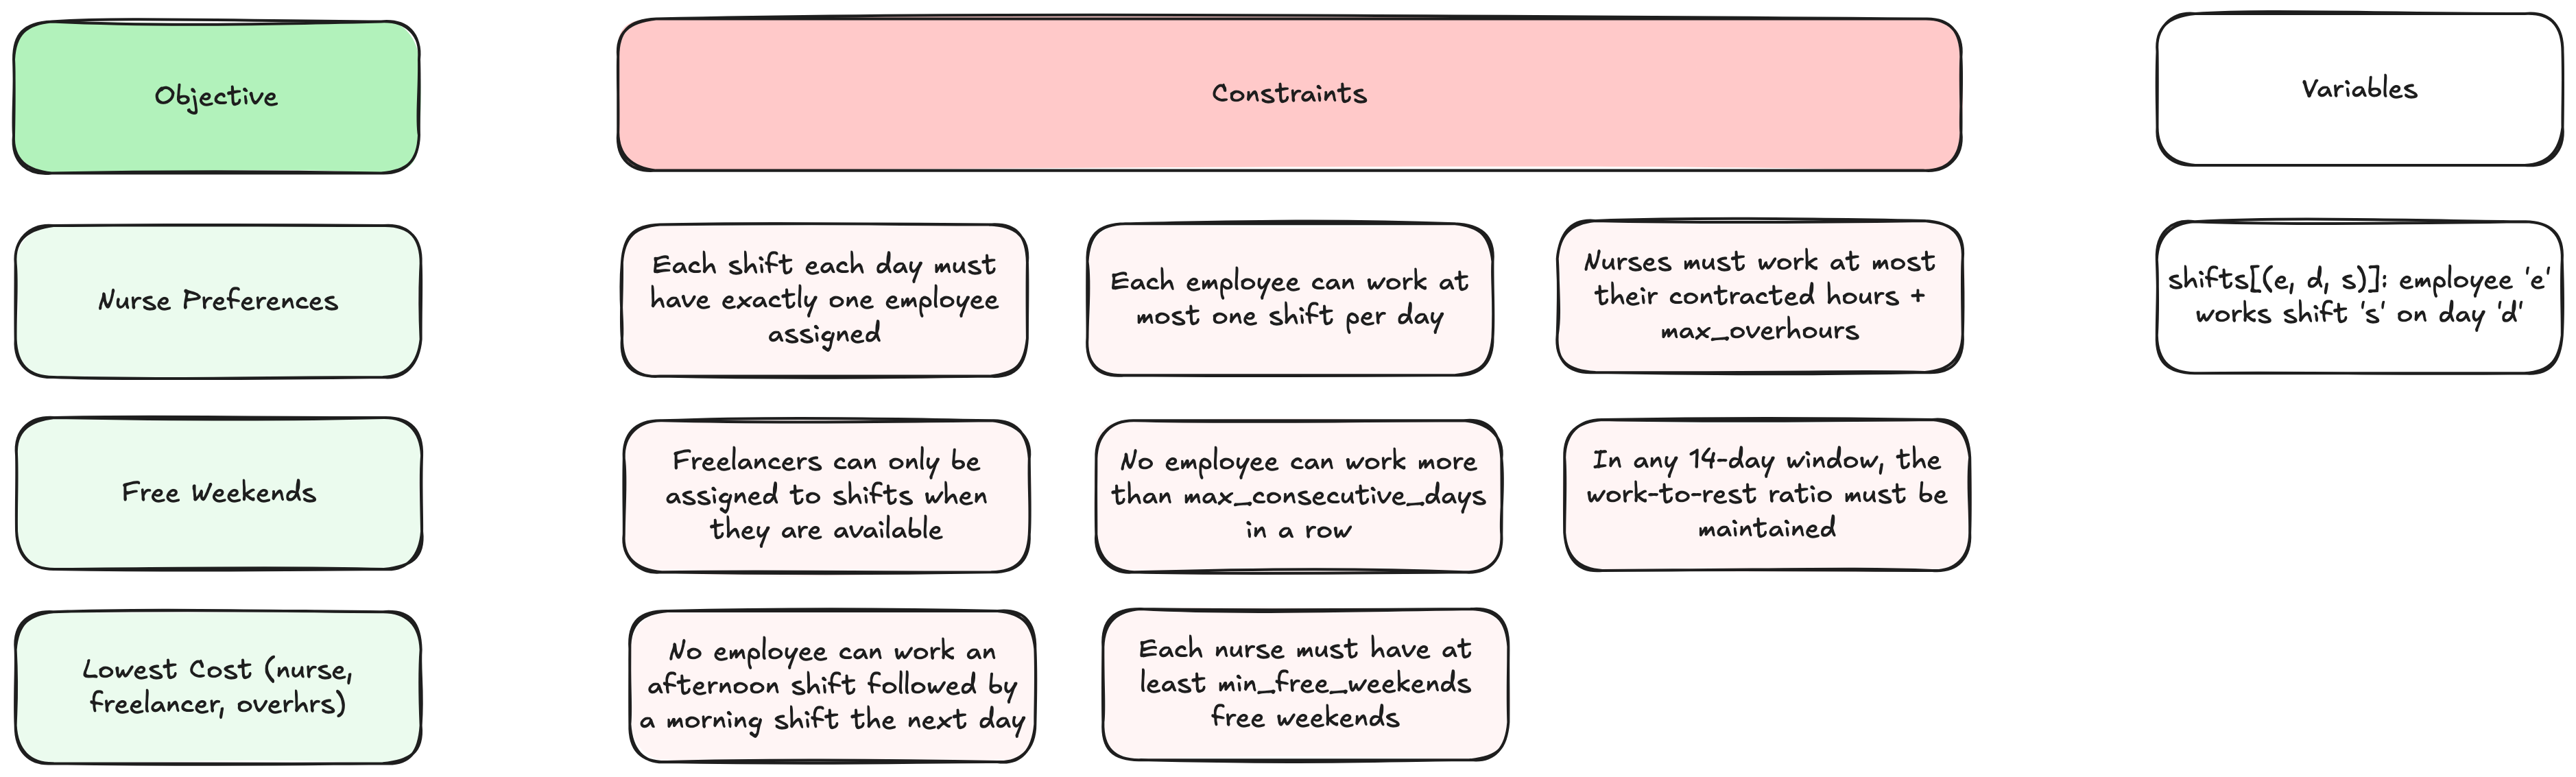 Objective
Constraints
Variables
Nurse Preferences
Each shift each day must
have exactly one employee
assigned
Each employee can work at
most one shift per day
Nurses must work at most
their contracted hours +
max_overhours
shifts[(e, d, s)]: employee 'e'
works shift 's' on day 'd'
Free Weekends
Freelancers can only be
assigned to shifts when
they are available
No employee can work more
than max_consecutive_days
in a row
In any 14-day window, the
work-to-rest ratio must be
maintained
Lowest Cost (nurse,
freelancer, overhrs)
No employee can work an
afternoon shift followed by
a morning shift the next day
Each nurse must have at
least min_free_weekends
free weekends